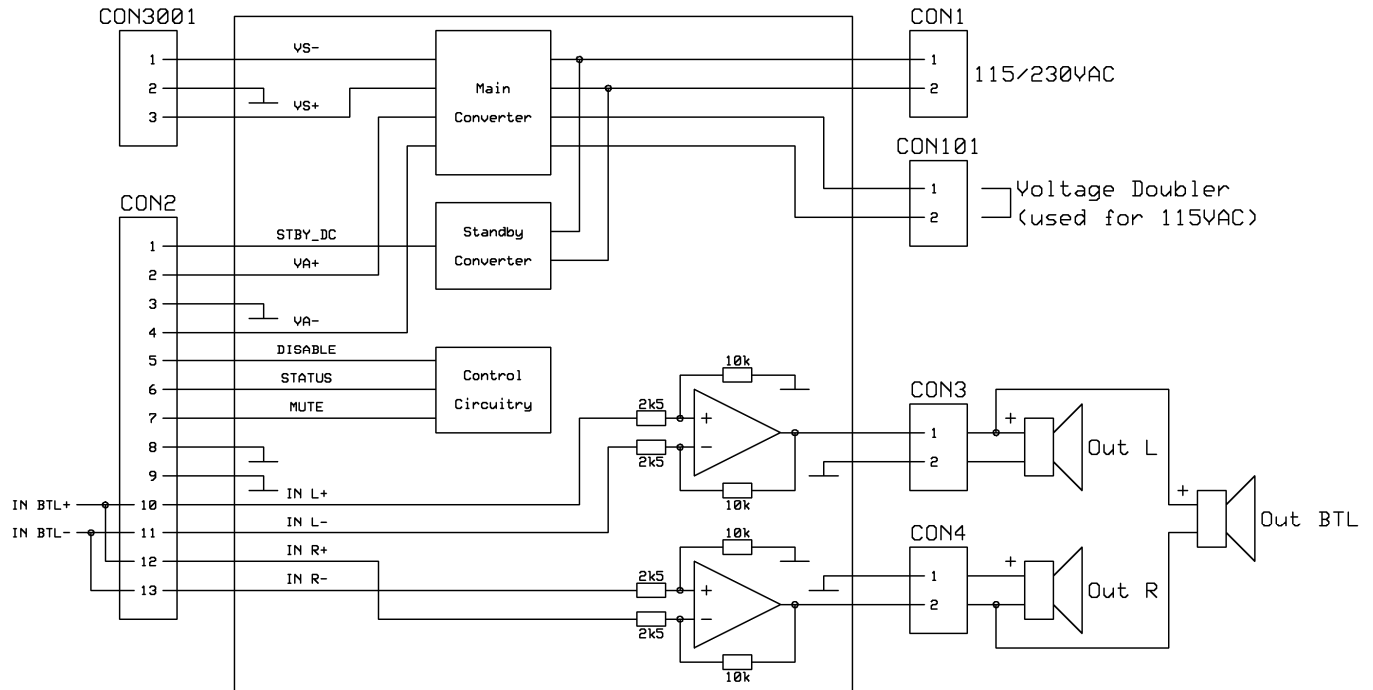 CON3001
CON1
1 VS- 1
2 Main 2 115/230VAC
3 VS+ Converter
CON101
1 Voltage Doubler
2 (used for 115VAC)
CON2
1 STBY_DC Standby
2 VA+ Converter
3
4 VA-
5 DISABLE Control
6 STATUS Circuitry
7 MUTE
8
9
10k
2k5 +
2k5 -
10k
CON3
1 +
2 Out L
IN BTL+ 10 IN L+
IN BTL- 11 IN L-
12 IN R+
13 IN R-
+ Out BTL
10k
2k5 +
2k5 -
10k
CON4
1 +
2 Out R